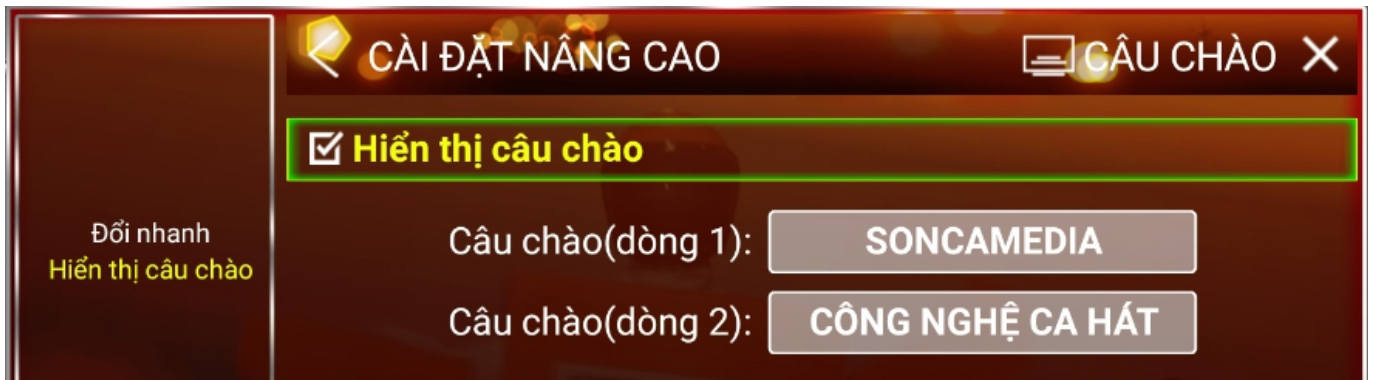 CÀI ĐẶT NÂNG CAO
CÂU CHÀO
Hiển thị câu chào
Đổi nhanh
Hiển thị câu chào
Câu chào(dòng 1): SONCAMEDIA
Câu chào(dòng 2): CÔNG NGHỆ CA HÁT